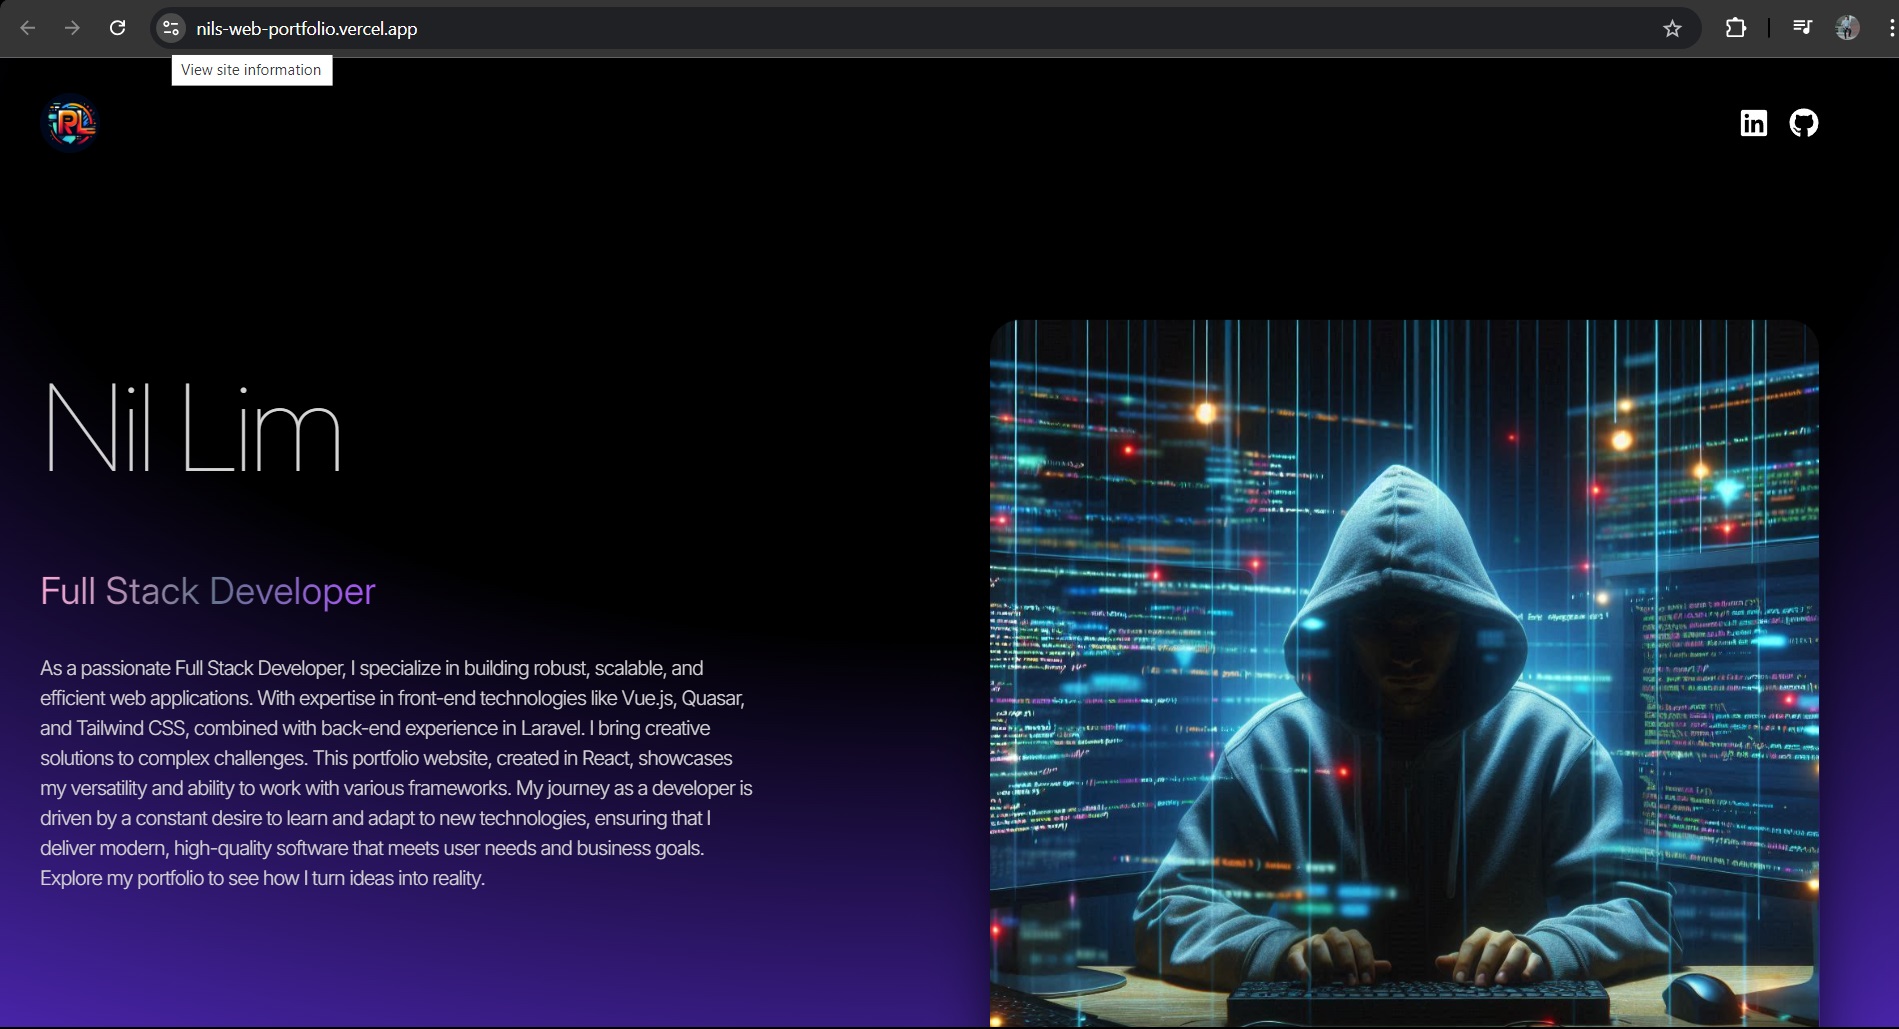 nils-web-portfolio.vercel.app
View site information
RL
in
Nil Lim
Full Stack Developer
As a passionate Full Stack Developer, I specialize in building robust, scalable, and
efficient web applications. With expertise in front-end technologies like Vue.js, Quasar,
and Tailwind CSS, combined with back-end experience in Laravel. I bring creative
solutions to complex challenges. This portfolio website, created in React, showcases
my versatility and ability to work with various frameworks. My journey as a developer is
driven by a constant desire to learn and adapt to new technologies, ensuring that I
deliver modern, high-quality software that meets user needs and business goals.
Explore my portfolio to see how I turn ideas into reality.